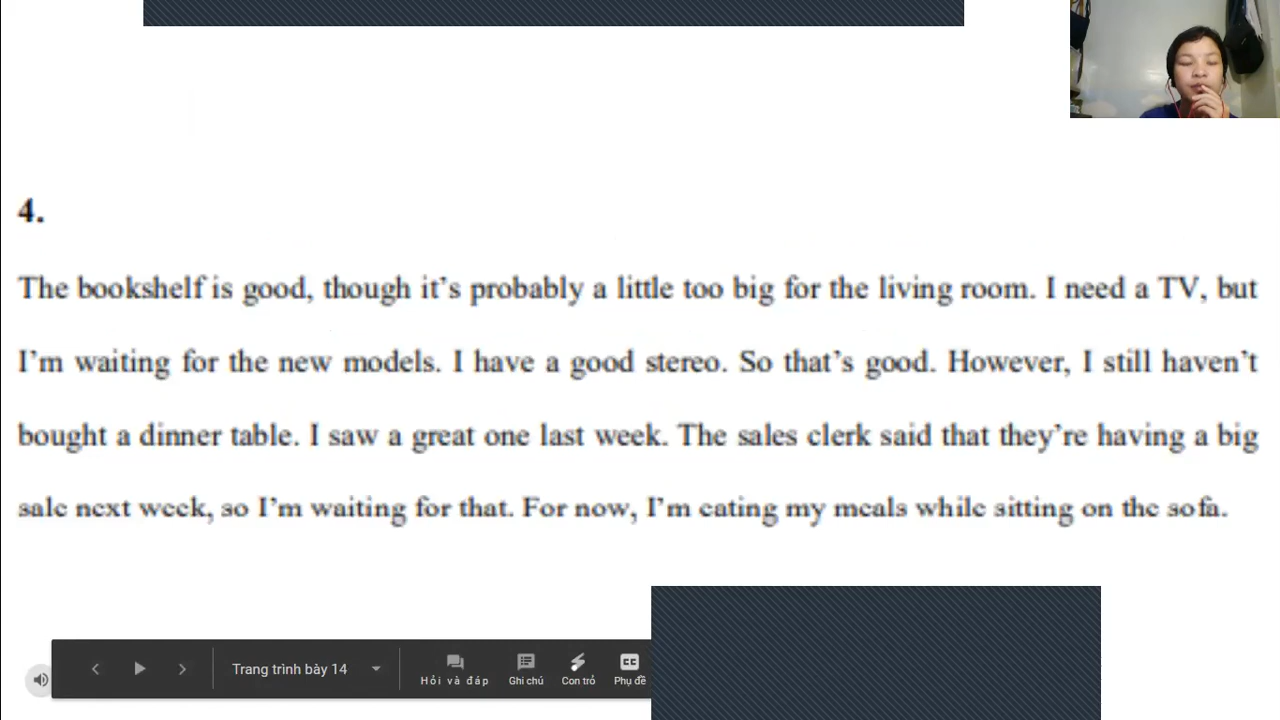 4.
The bookshelf is good, though it's probably a little too big for the living room. I need a TV, but
I'm waiting for the new models. I have a good stereo. So that's good. However, I still haven't
bought a dinner table. I saw a great one last week. The sales clerk said that they're having a big
sale next week, so I'm waiting for that. For now, I'm eating my meals while sitting on the sofa.
Trang trình bày 14
Hỏi và đáp
Ghi chú
Con trỏ
CC
Phụ đề